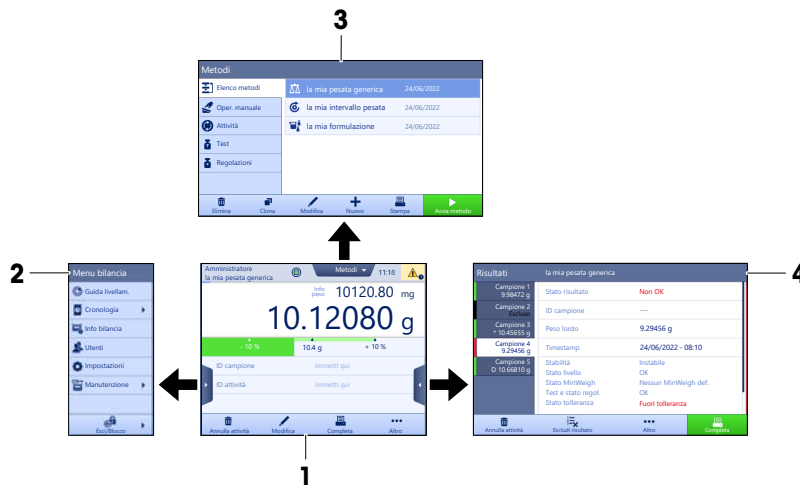 3
Metodi
Elenco metodi
Oper. manuale
Attività
Test
Regolazioni
la mia pesata generica 24/06/2022
la mia intervallo pesata 24/06/2022
la mia formulazione 24/06/2022
Elimina Clona Modifica Nuovo Stampa Avvia metodo
2
Menu bilancia
Guida livellam.
Cronologia
Info bilancia
Utenti
Impostazioni
Manutenzione
Esci/Blocco
Amministratore
la mia pesata generica
Metodi 11:18
Info peso 10120.80 mg
10.12080 g
- 10 % 10.4 g + 10 %
ID campione Immetti qui
ID attività Immetti qui
Annulla attività Modifica Completa Altro
1
4
Risultati la mia pesata generica
Campione 1
9.98472 g
Campione 2
Escluso
Campione 3
* 10.45655 g
Campione 4
9.29456 g
Campione 5
D 10.66810 g
Stato risultato Non OK
ID campione ---
Peso lordo 9.29456 g
Timestamp 24/06/2022 - 08:10
Stabilità Instabile
Stato livello OK
Stato MinWeigh Nessun MinWeigh def.
Test e stato regol. OK
Stato tolleranza Fuori tolleranza
Annulla attività Escludi risultato Altro Completa